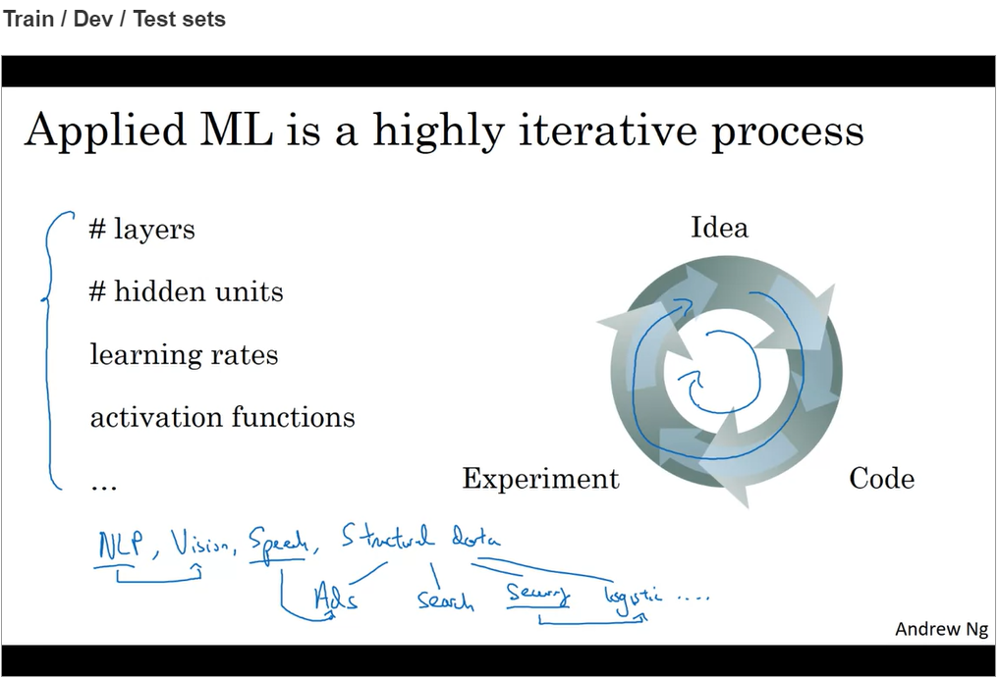 Train / Dev / Test sets
Applied ML is a highly iterative process
# layers
# hidden units
learning rates
activation functions
...
Idea
Experiment
Code
NLP, Vision, Speech, Structural data
Ads search Security logistic ....
Andrew Ng